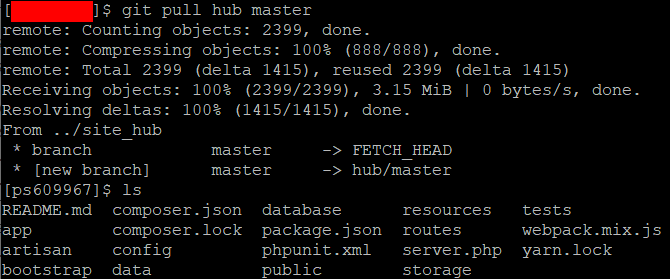 [ ]$ git pull hub master
remote: Counting objects: 2399, done.
remote: Compressing objects: 100% (888/888), done.
remote: Total 2399 (delta 1415), reused 2399 (delta 1415)
Receiving objects: 100% (2399/2399), 3.15 MiB | 0 bytes/s, done.
Resolving deltas: 100% (1415/1415), done.
From ../site_hub
 * branch            master     -> FETCH_HEAD
 * [new branch]      master     -> hub/master
[ps609967]$ ls
README.md  composer.json  database      resources   tests
app        composer.lock  package.json  routes      webpack.mix.js
artisan    config         phpunit.xml   server.php  yarn.lock
bootstrap  data           public        storage